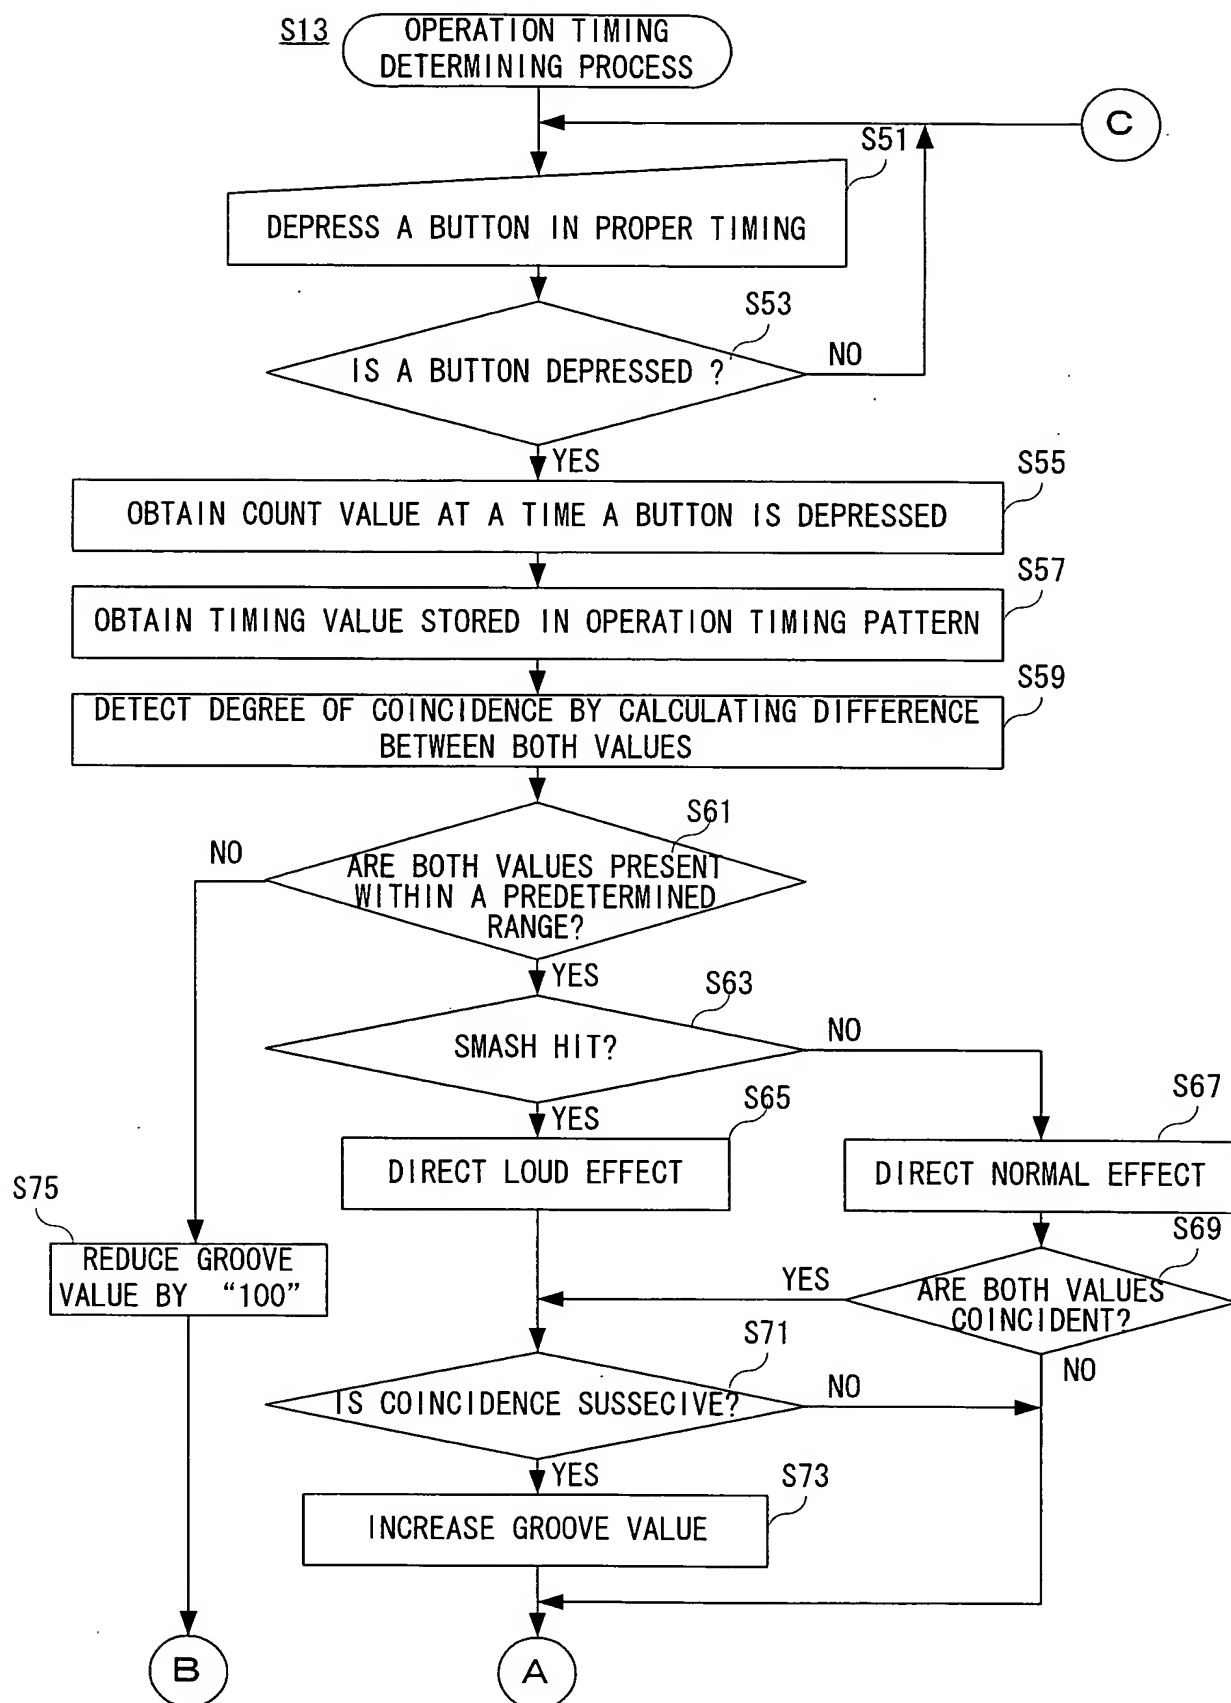 S13
OPERATION TIMING
DETERMINING PROCESS
C
S51
DEPRESS A BUTTON IN PROPER TIMING
S53
IS A BUTTON DEPRESSED ?
NO
YES
S55
OBTAIN COUNT VALUE AT A TIME A BUTTON IS DEPRESSED
S57
OBTAIN TIMING VALUE STORED IN OPERATION TIMING PATTERN
S59
DETECT DEGREE OF COINCIDENCE BY CALCULATING DIFFERENCE
BETWEEN BOTH VALUES
S61
NO
ARE BOTH VALUES PRESENT
WITHIN A PREDETERMINED
RANGE?
YES
S63
SMASH HIT?
NO
YES
S65
DIRECT LOUD EFFECT
S67
DIRECT NORMAL EFFECT
S75
REDUCE GROOVE
VALUE BY “100”
S69
YES
ARE BOTH VALUES
COINCIDENT?
NO
S71
IS COINCIDENCE SUSSECIVE?
NO
YES
S73
INCREASE GROOVE VALUE
B
A